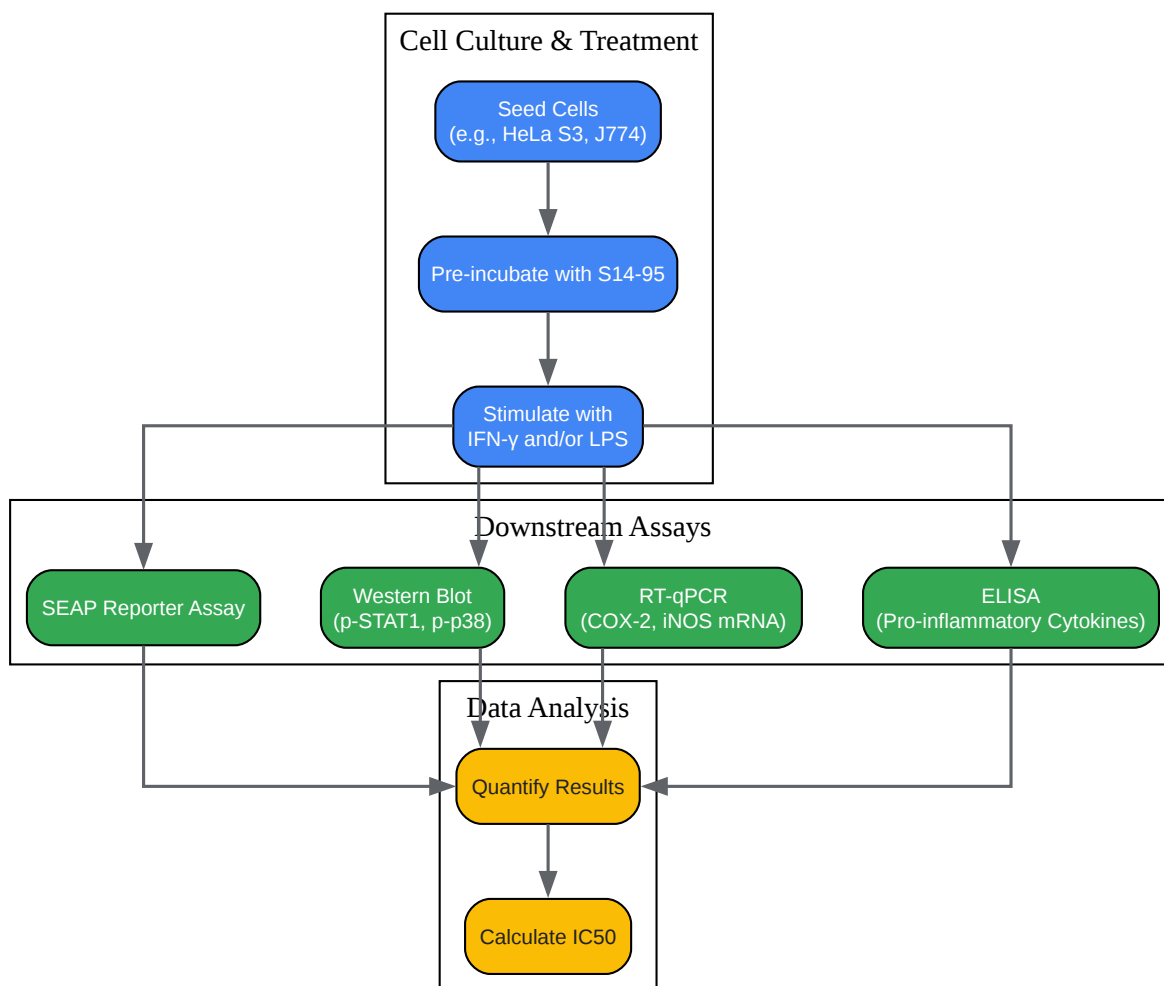 Cell Culture & Treatment
Seed Cells
(e.g., HeLa S3, J774)
Pre-incubate with S14-95
Stimulate with
IFN-γ and/or LPS
Downstream Assays
SEAP Reporter Assay
Western Blot
(p-STAT1, p-p38)
RT-qPCR
(COX-2, iNOS mRNA)
ELISA
(Pro-inflammatory Cytokines)
Data Analysis
Quantify Results
Calculate IC50